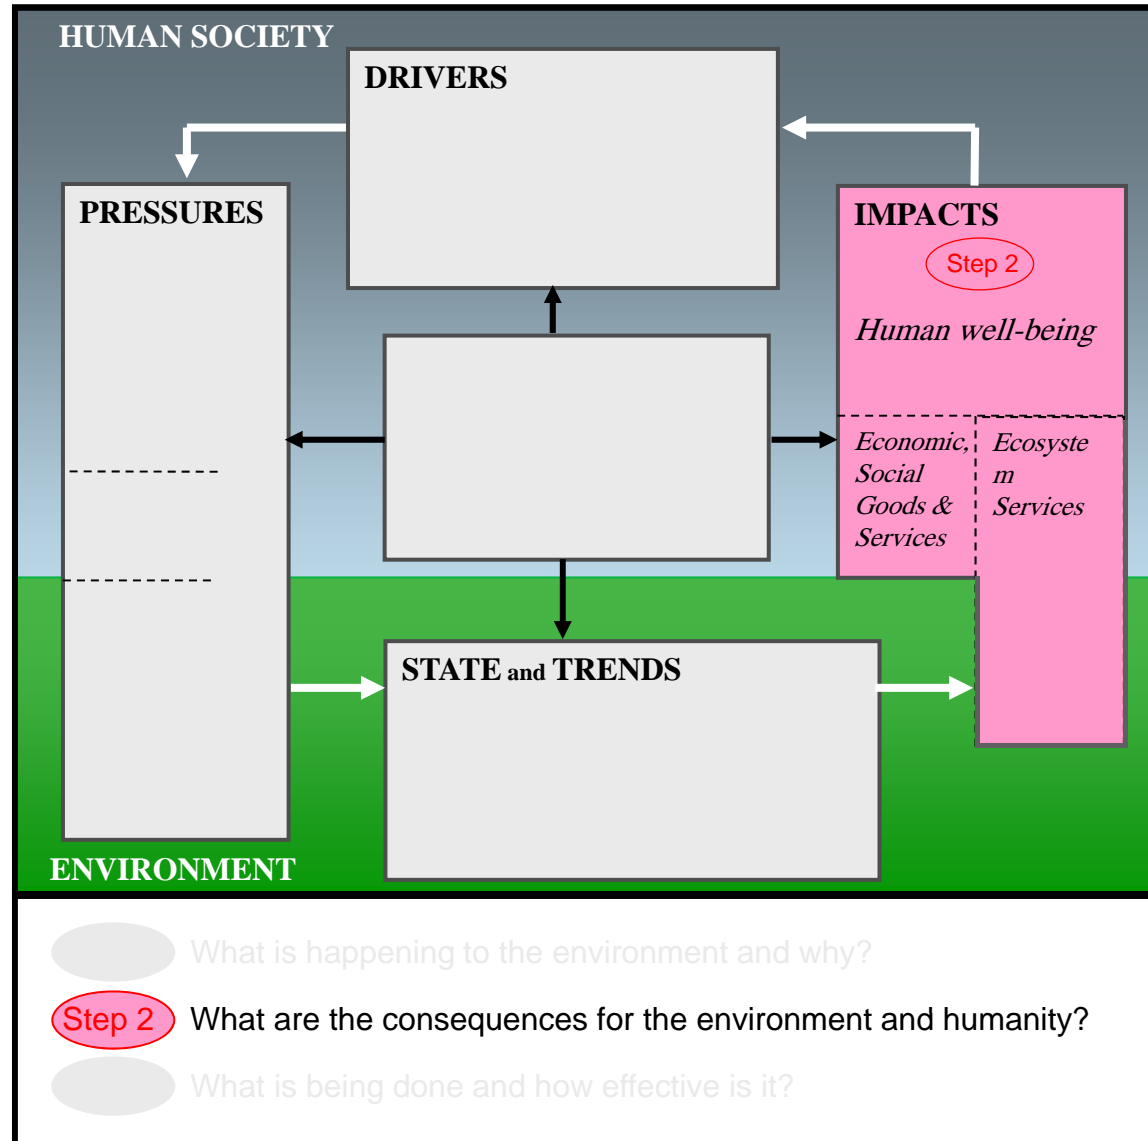 HUMAN SOCIETY
DRIVERS
PRESSURES
IMPACTS
Step 2
Human well-being
Economic,
Social
Goods &
Services
Ecosyste
m
Services
STATE and TRENDS
ENVIRONMENT
What is happening to the environment and why?
Step 2 What are the consequences for the environment and humanity?
What is being done and how effective is it?